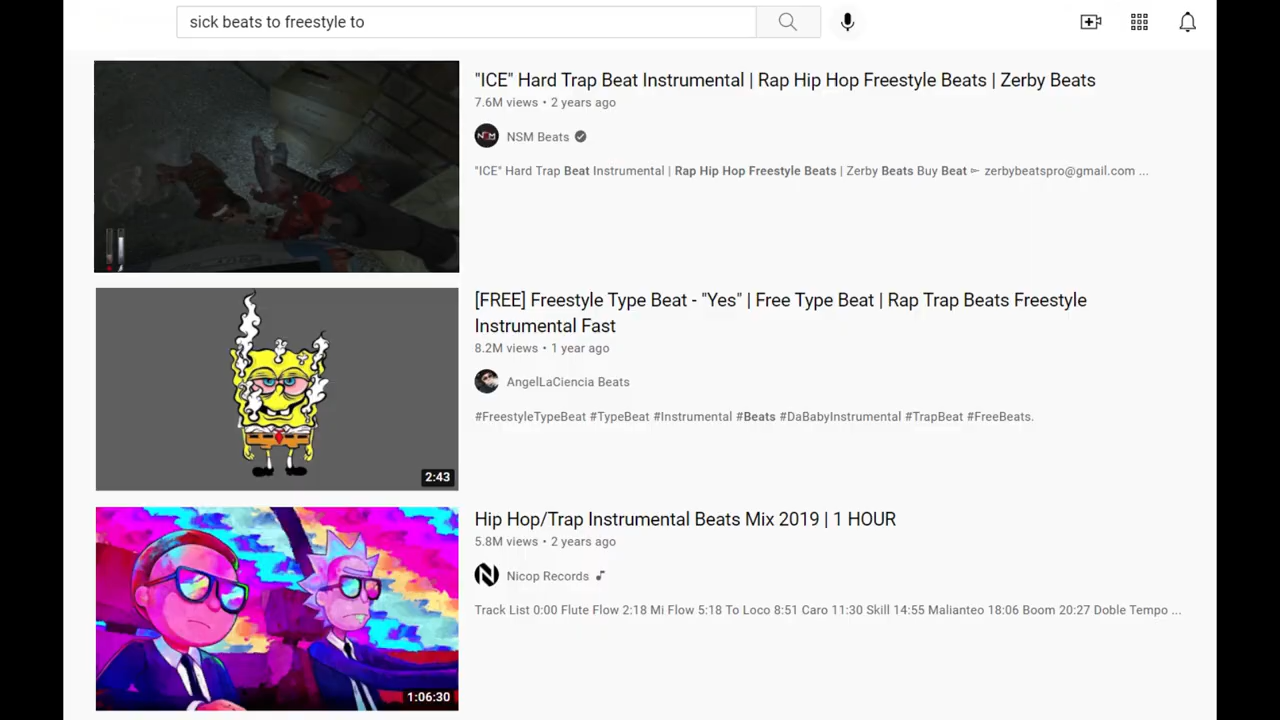 sick beats to freestyle to
"ICE" Hard Trap Beat Instrumental | Rap Hip Hop Freestyle Beats | Zerby Beats
7.6M views • 2 years ago
NSM
NSM Beats
"ICE" Hard Trap Beat Instrumental | Rap Hip Hop Freestyle Beats | Zerby Beats Buy Beat ➳ zerbybeatspro@gmail.com ...
[FREE] Freestyle Type Beat - "Yes" | Free Type Beat | Rap Trap Beats Freestyle
Instrumental Fast
8.2M views • 1 year ago
AngelLaCiencia Beats
#FreestyleTypeBeat #TypeBeat #Instrumental #Beats #DaBabyInstrumental #TrapBeat #FreeBeats.
2:43
Hip Hop/Trap Instrumental Beats Mix 2019 | 1 HOUR
5.8M views • 2 years ago
N
Nicop Records
Track List 0:00 Flute Flow 2:18 Mi Flow 5:18 To Loco 8:51 Caro 11:30 Skill 14:55 Malianteo 18:06 Boom 20:27 Doble Tempo ...
1:06:30